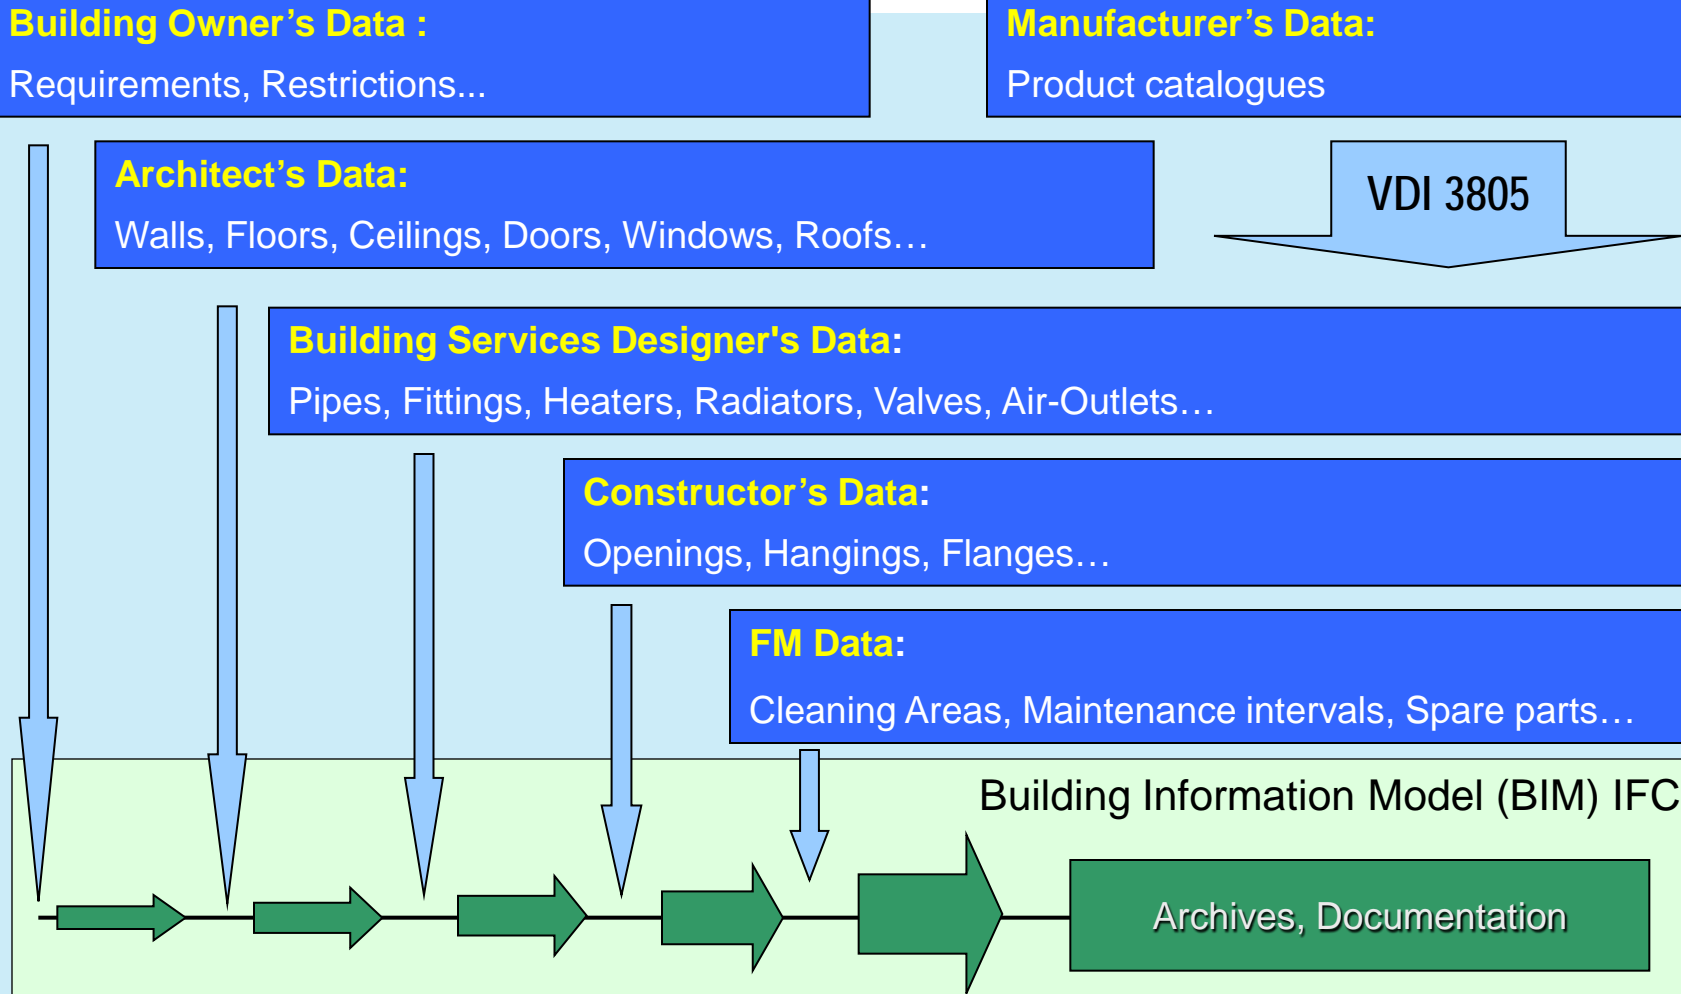 Building Owner’s Data :
Requirements, Restrictions...
Manufacturer’s Data:
Product catalogues
Architect’s Data:
Walls, Floors, Ceilings, Doors, Windows, Roofs…
VDI 3805
Building Services Designer's Data:
Pipes, Fittings, Heaters, Radiators, Valves, Air-Outlets…
Constructor’s Data:
Openings, Hangings, Flanges…
FM Data:
Cleaning Areas, Maintenance intervals, Spare parts…
Building Information Model (BIM) IFC
Archives, Documentation